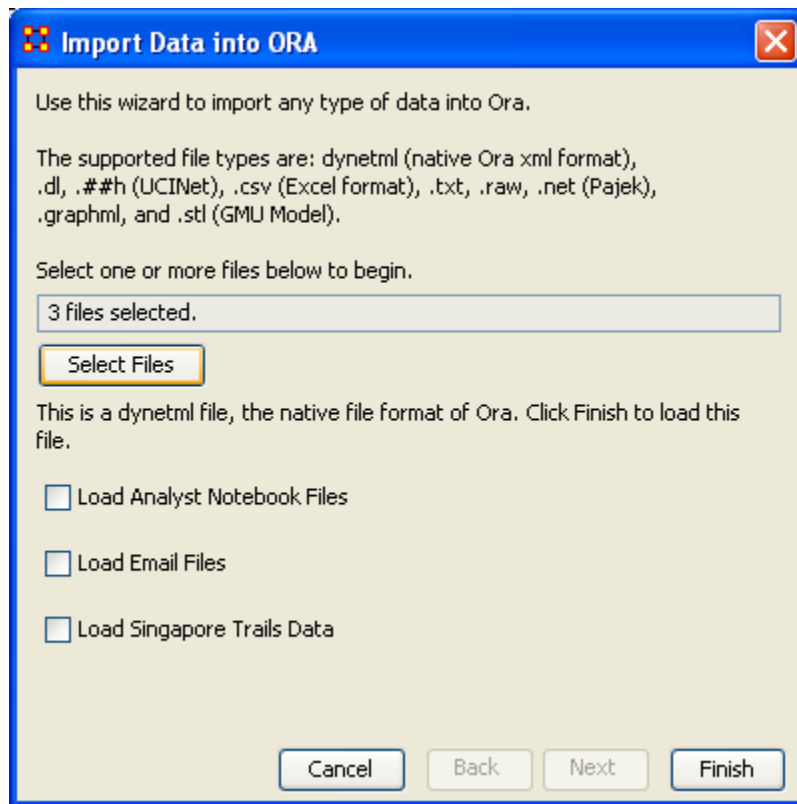 Import Data into ORA
Use this wizard to import any type of data into Ora.
The supported file types are: dynetml (native Ora xml format),
.dl, .##h (UCINet), .csv (Excel format), .txt, .raw, .net (Pajek),
.graphml, and .stl (GMU Model).
Select one or more files below to begin.
3 files selected.
Select Files
This is a dynetml file, the native file format of Ora. Click Finish to load this
file.
Load Analyst Notebook Files
Load Email Files
Load Singapore Trails Data
Cancel Back Next Finish